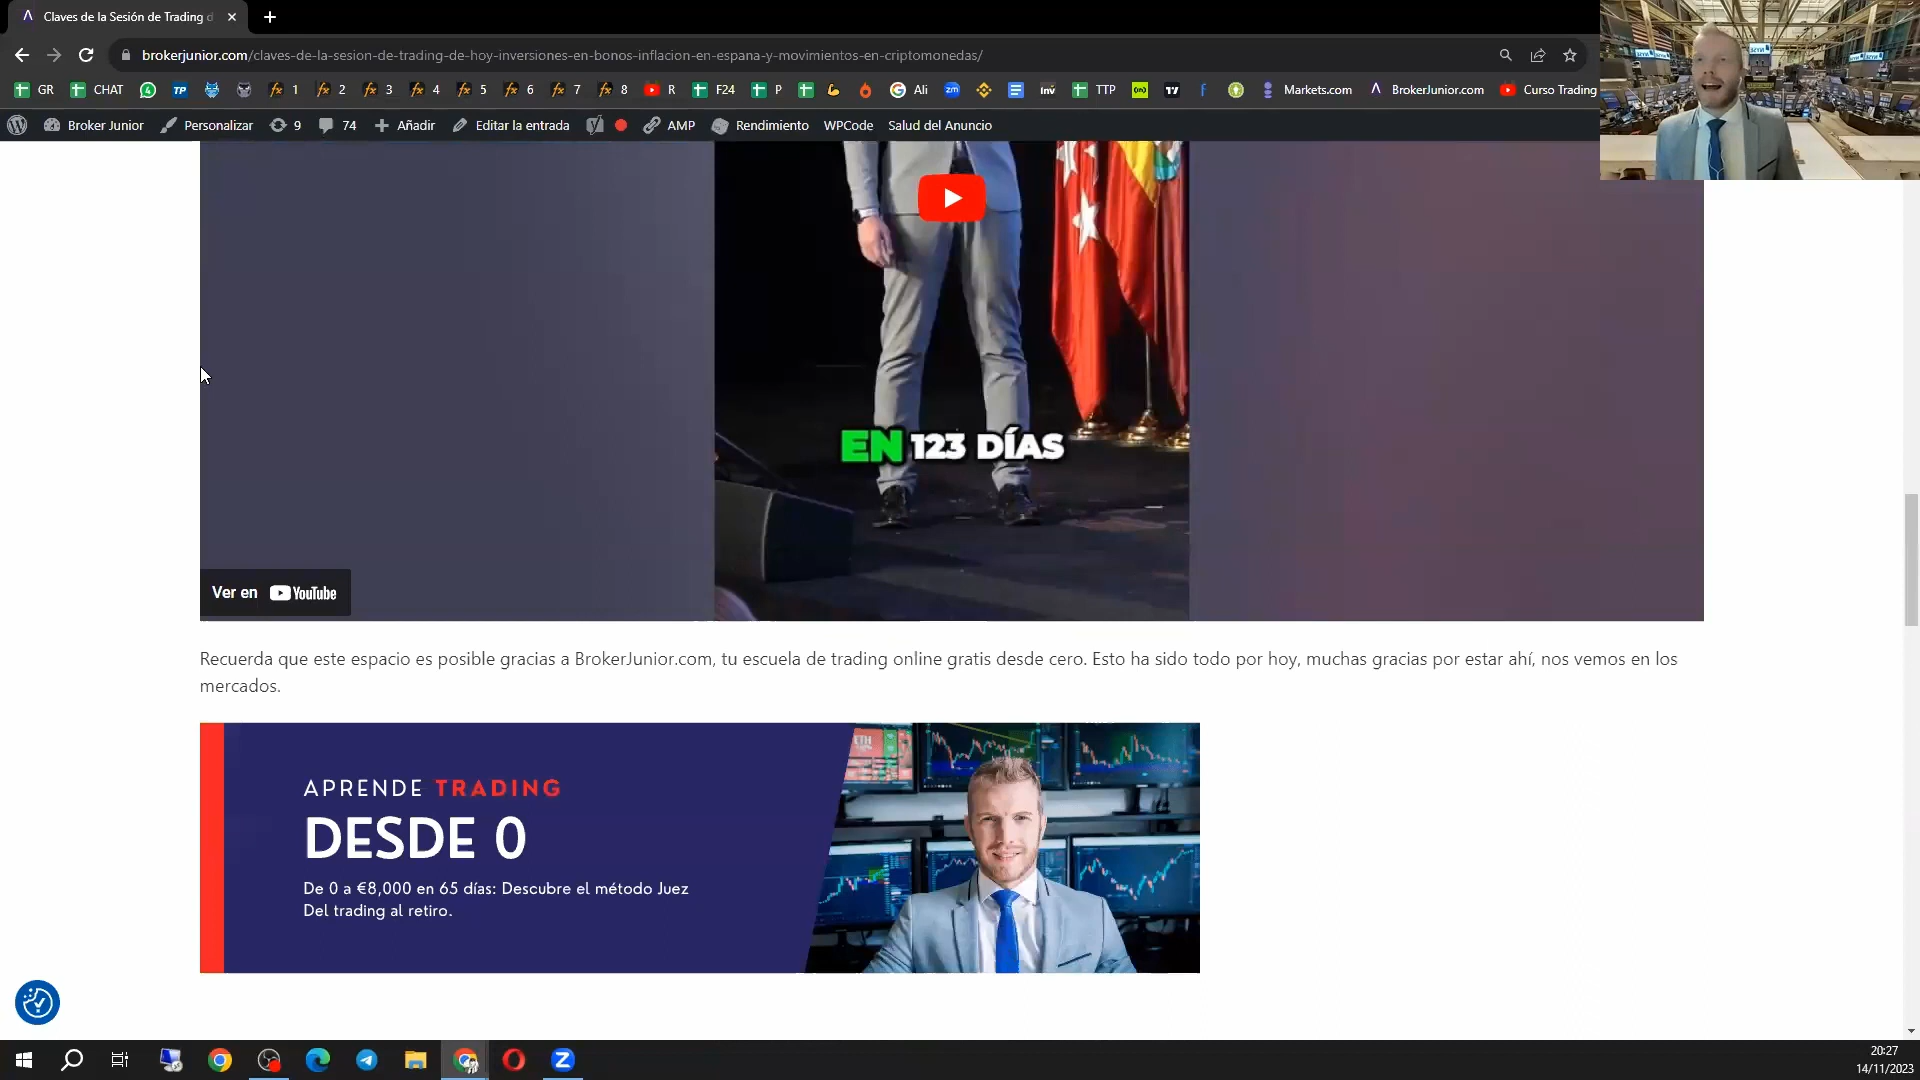 Claves de la Sesión de Trading d
brokerjunior.com/claves-de-la-sesion-de-trading-de-hoy-inversiones-en-bonos-inflacion-en-espana-y-movimientos-en-criptomonedas/
GR CHAT 4 TP 1 2 3 4 5 6 7 8 R F24 P Ali zm Inv TTP Markets.com BrokerJunior.com Curso Trading
Broker Junior Personalizar 9 74 Añadir Editar la entrada AMP Rendimiento WPCode Salud del Anuncio
EN 123 DÍAS
Ver en YouTube
Recuerda que este espacio es posible gracias a BrokerJunior.com, tu escuela de trading online gratis desde cero. Esto ha sido todo por hoy, muchas gracias por estar ahí, nos vemos en los
mercados.
APRENDE TRADING
DESDE 0
De 0 a €8,000 en 65 días: Descubre el método Juez
Del trading al retiro.
ETH
20:27
14/11/2023